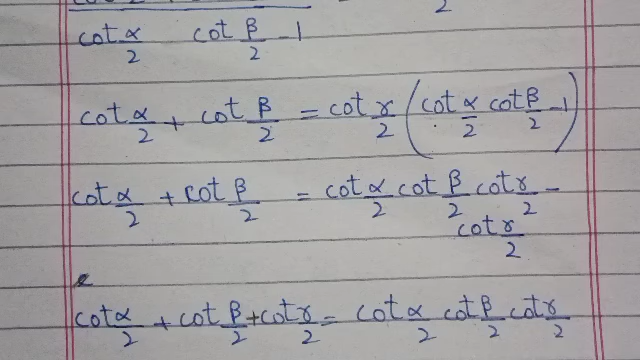 cot α/2 cot β/2 - 1
cot α/2 + cot β/2 = cot γ/2 (cot α/2 cot β/2 - 1)
cot α/2 + cot β/2 = cot α/2 cot β/2 cot γ/2 -
cot γ/2
cot α/2 + cot β/2 + cot γ/2 = cot α/2 cot β/2 cot γ/2